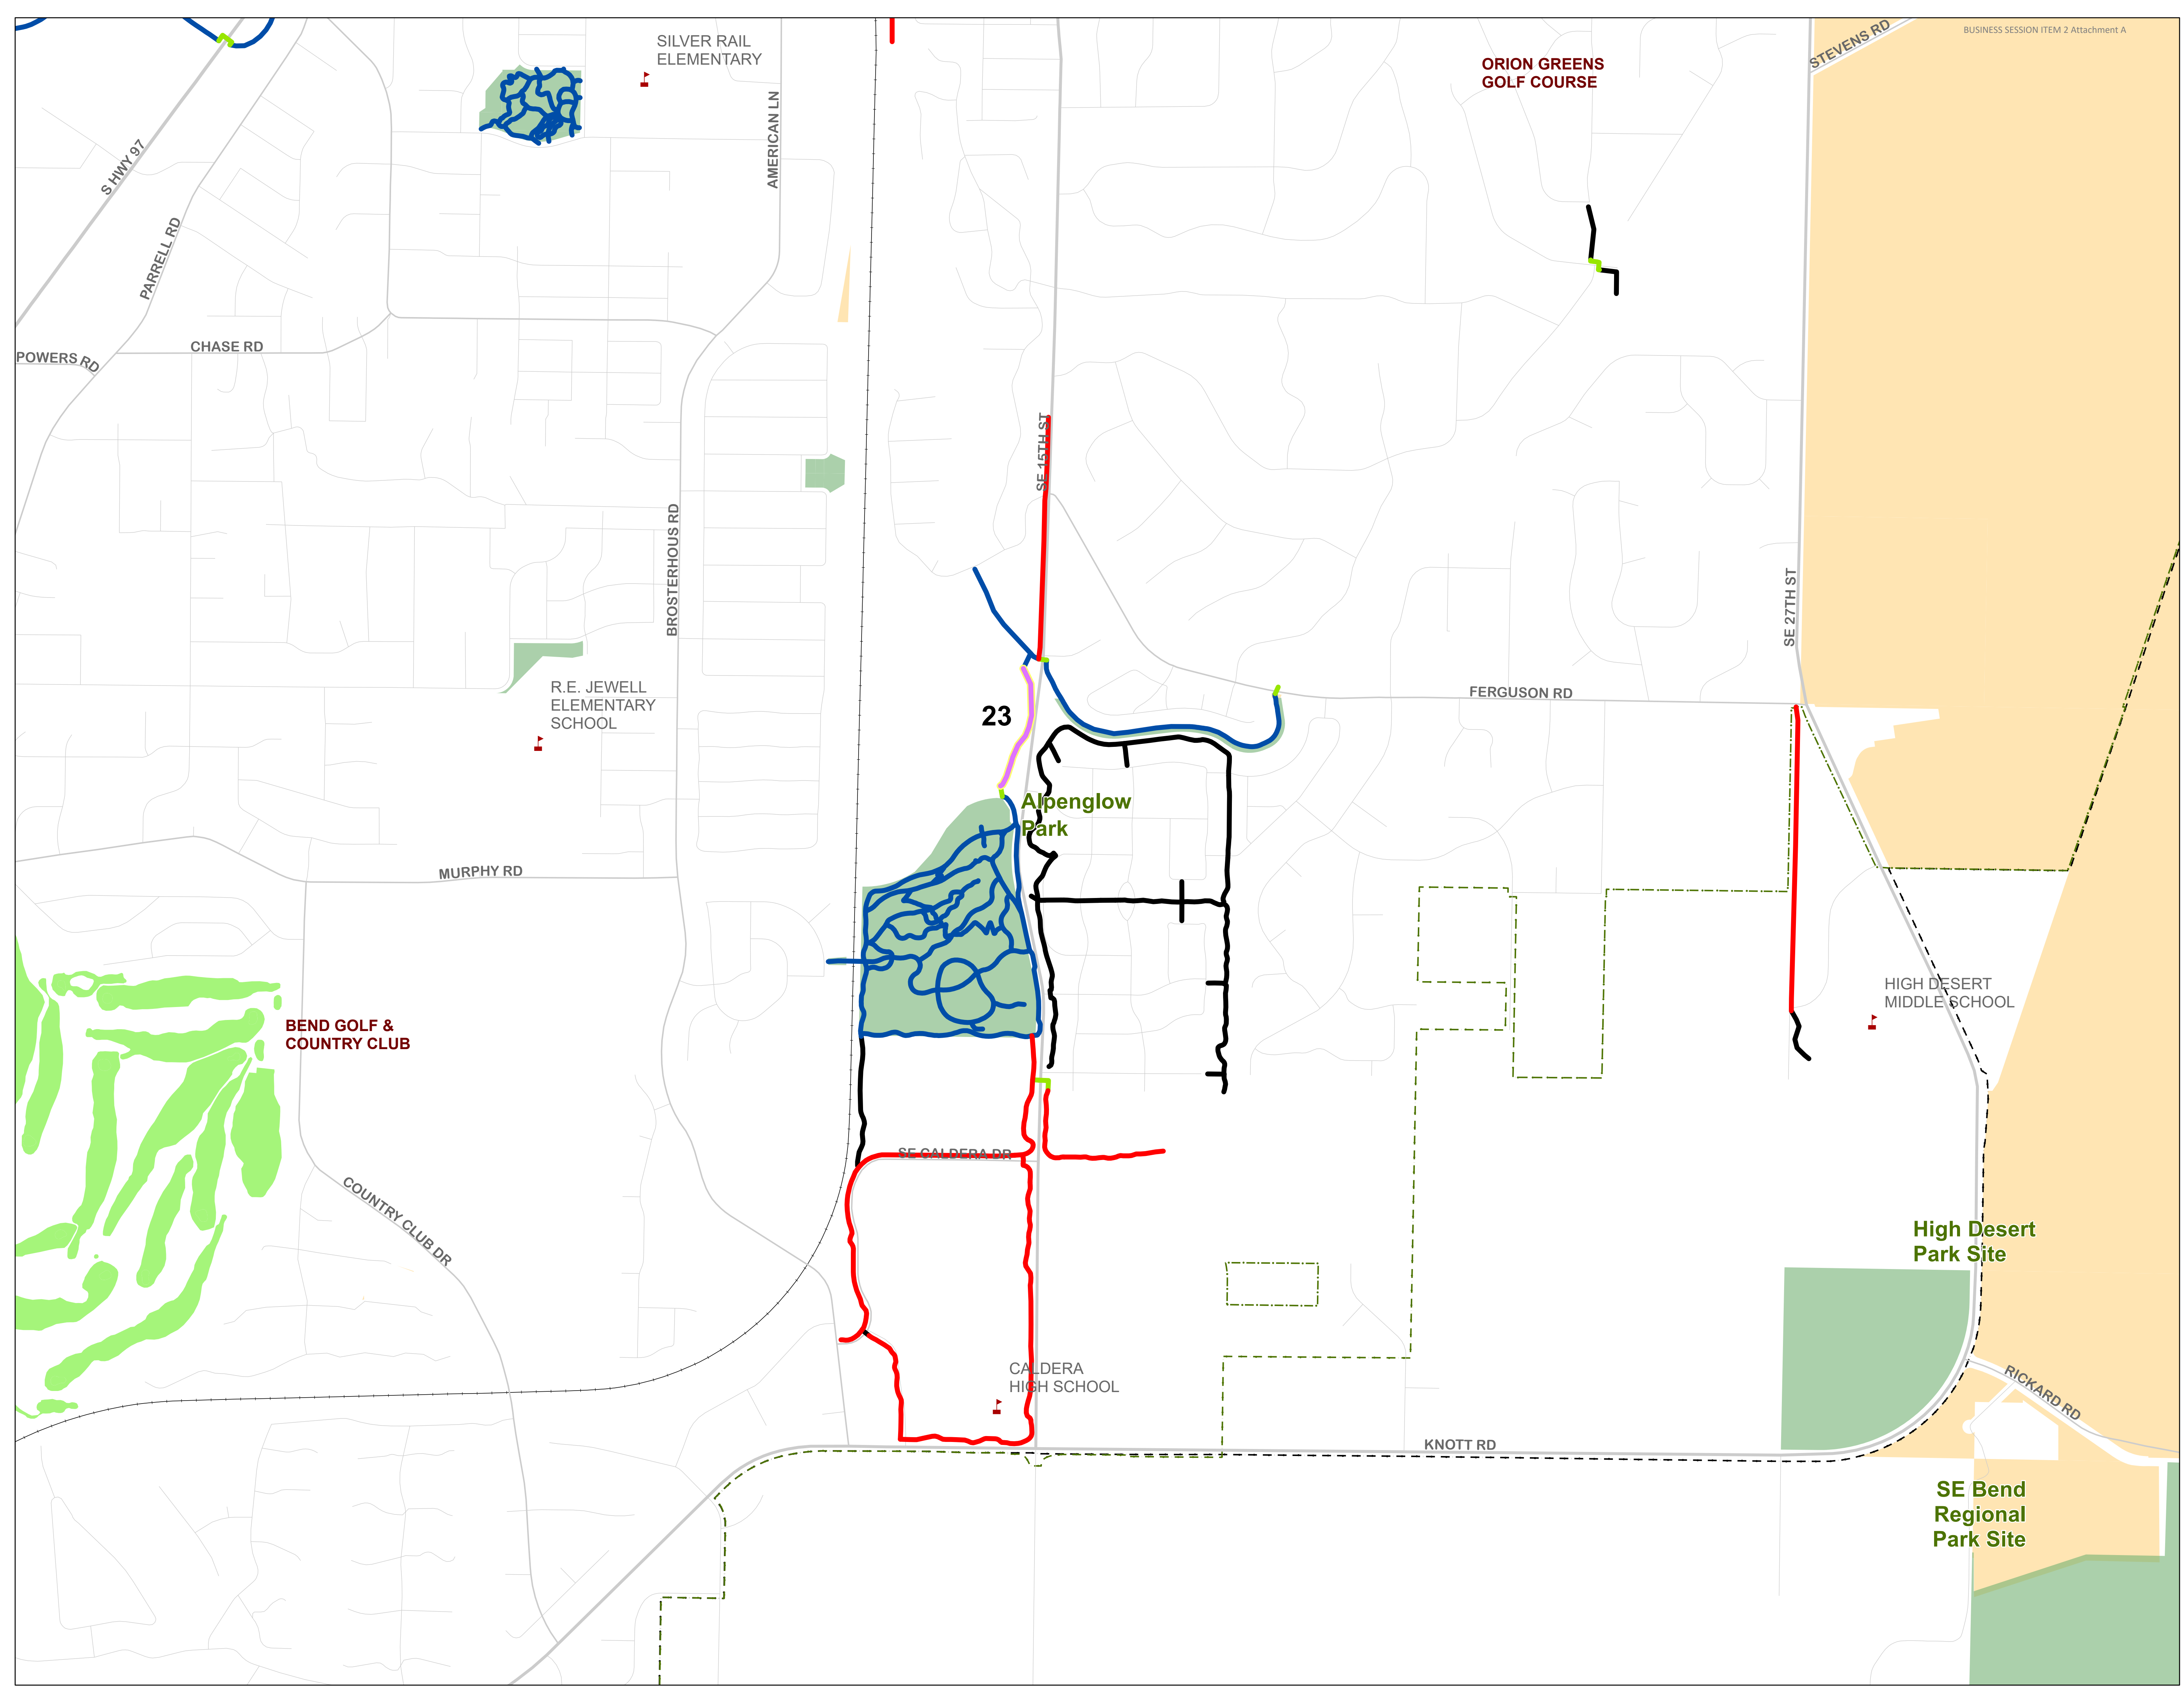 BUSINESS SESSION ITEM 2 Attachment A
STEVENS RD
SILVER RAIL
ELEMENTARY
ORION GREENS
GOLF COURSE
S HWY 97
AMERICAN LN
PARRELL RD
CHASE RD
POWERS RD
SE 15TH ST
BROSTERHOUS RD
SE 27TH ST
R.E. JEWELL
ELEMENTARY
SCHOOL
FERGUSON RD
23
Alpenglow
Park
MURPHY RD
HIGH DESERT
MIDDLE SCHOOL
BEND GOLF &
COUNTRY CLUB
SE CALDERA DR
COUNTRY CLUB DR
High Desert
Park Site
CALDERA
HIGH SCHOOL
RICKARD RD
KNOTT RD
SE Bend
Regional
Park Site